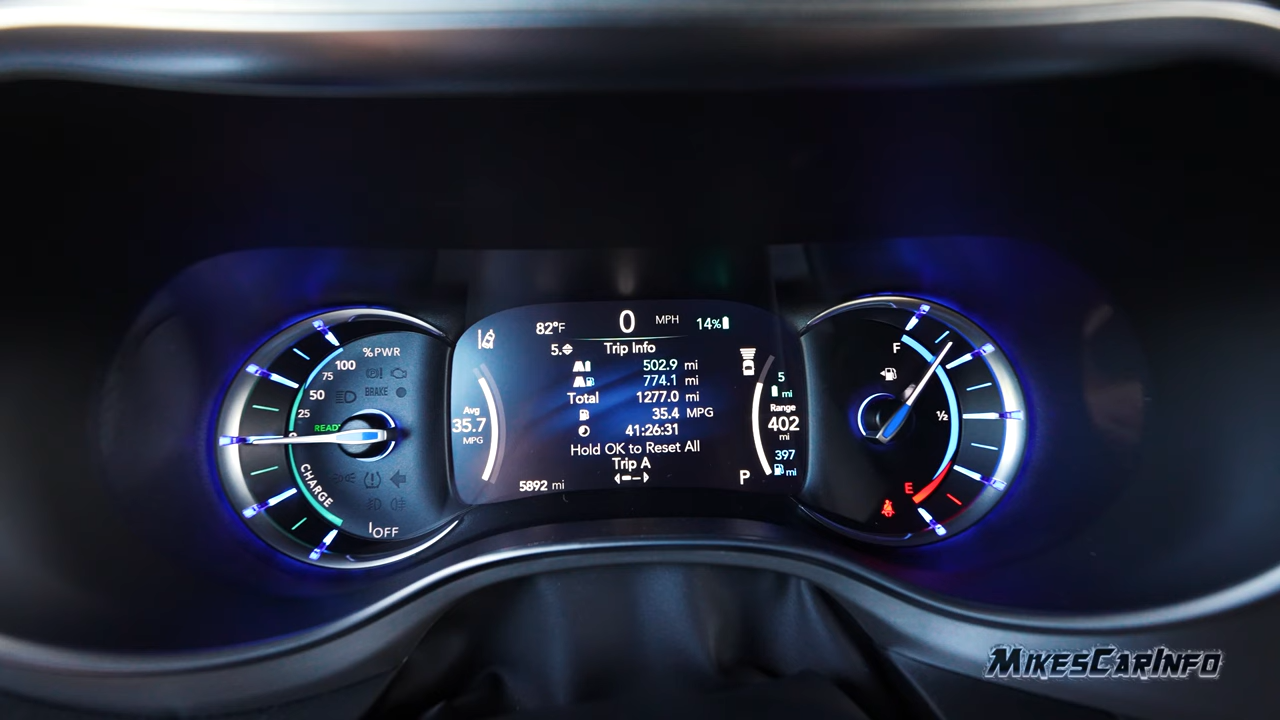 %PWR
100
75
50
25
0
BRAKE
READY
CHARGE
OFF
82°F
0 MPH
14%
5.
Trip Info
502.9 mi
774.1 mi
Total 1277.0 mi
35.4 MPG
41:26:31
Hold OK to Reset All
Trip A
Avg
35.7
MPG
5892 mi
5
mi
Range
402
mi
397
mi
P
F
½
E
MIKESCARINFO